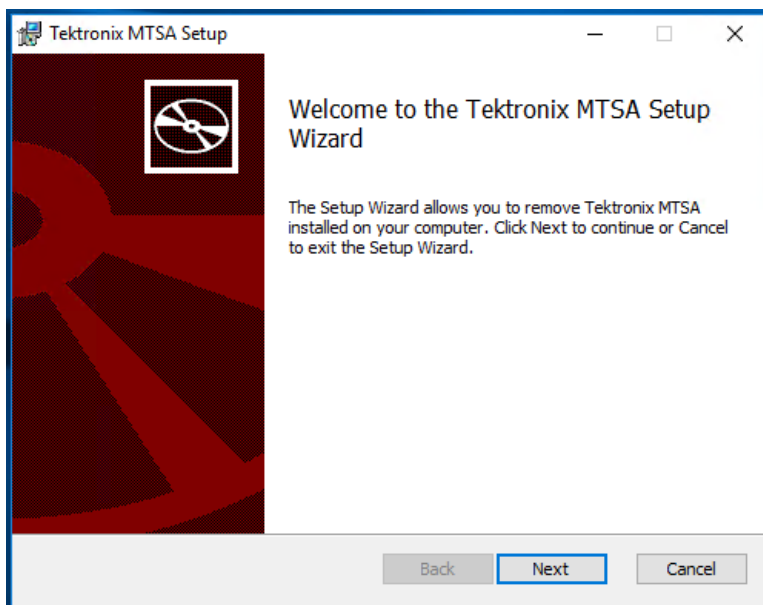 Tektronix MTSA Setup
Welcome to the Tektronix MTSA Setup
Wizard
The Setup Wizard allows you to remove Tektronix MTSA
installed on your computer. Click Next to continue or Cancel
to exit the Setup Wizard.
Back Next Cancel